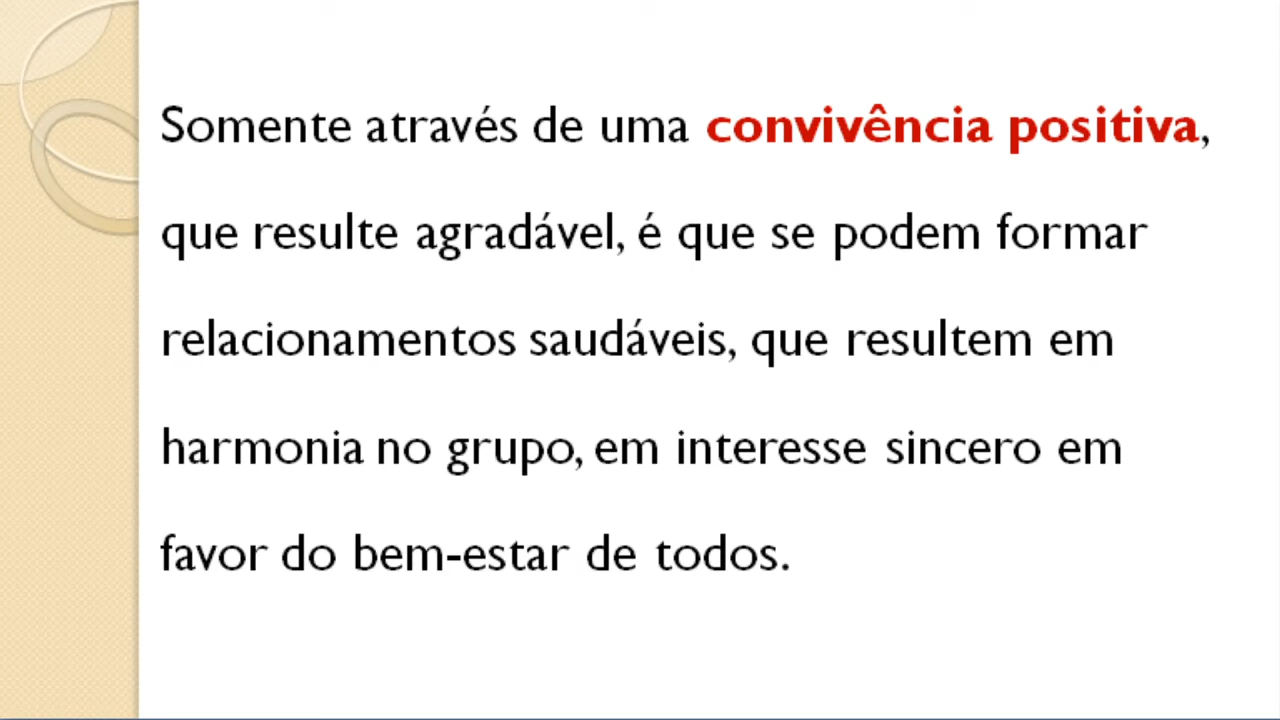 Somente através de uma convivência positiva,
que resulte agradável, é que se podem formar
relacionamentos saudáveis, que resultem em
harmonia no grupo, em interesse sincero em
favor do bem-estar de todos.